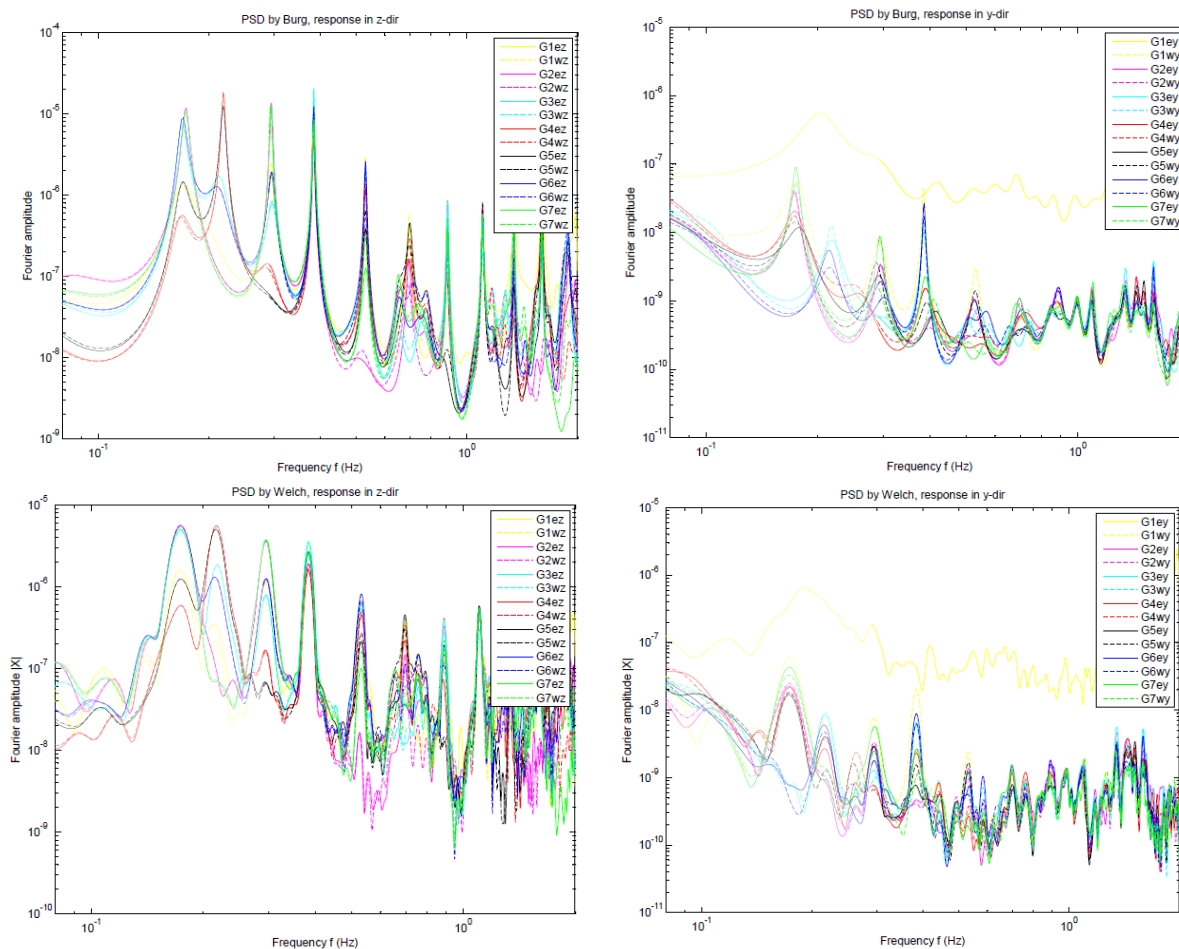 PSD by Burg, response in z-dir
10^-4
10^-5
10^-6
10^-7
10^-8
10^-9
Fourier amplitude
10^-1
10^0
Frequency f (Hz)
G1ez
G1wz
G2ez
G2wz
G3ez
G3wz
G4ez
G4wz
G5ez
G5wz
G6ez
G6wz
G7ez
G7wz
PSD by Burg, response in y-dir
10^-5
10^-6
10^-7
10^-8
10^-9
10^-10
10^-11
Fourier amplitude
10^-1
10^0
Frequency f (Hz)
G1ey
G1wy
G2ey
G2wy
G3ey
G3wy
G4ey
G4wy
G5ey
G5wy
G6ey
G6wy
G7ey
G7wy
PSD by Welch, response in z-dir
10^-5
10^-6
10^-7
10^-8
10^-9
10^-10
Fourier amplitude |X|
10^-1
10^0
Frequency f (Hz)
G1ez
G1wz
G2ez
G2wz
G3ez
G3wz
G4ez
G4wz
G5ez
G5wz
G6ez
G6wz
G7ez
G7wz
PSD by Welch, response in y-dir
10^-5
10^-6
10^-7
10^-8
10^-9
10^-10
10^-11
Fourier amplitude |X|
10^-1
10^0
Frequency f (Hz)
G1ey
G1wy
G2ey
G2wy
G3ey
G3wy
G4ey
G4wy
G5ey
G5wy
G6ey
G6wy
G7ey
G7wy